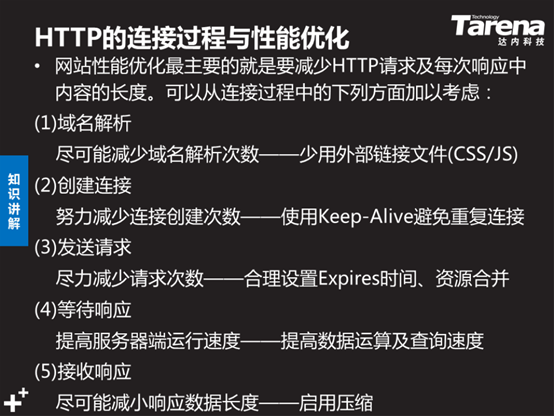 Technology
Tarena
达内科技
HTTP的连接过程与性能优化
• 网站性能优化最主要的就是要减少HTTP请求及每次响应中
内容的长度。可以从连接过程中的下列方面加以考虑：
(1)域名解析
尽可能减少域名解析次数——少用外部链接文件(CSS/JS)
(2)创建连接
努力减少连接创建次数——使用Keep-Alive避免重复连接
(3)发送请求
尽力减少请求次数——合理设置Expires时间、资源合并
(4)等待响应
提高服务器端运行速度——提高数据运算及查询速度
(5)接收响应
尽可能减小响应数据长度——启用压缩
知识讲解